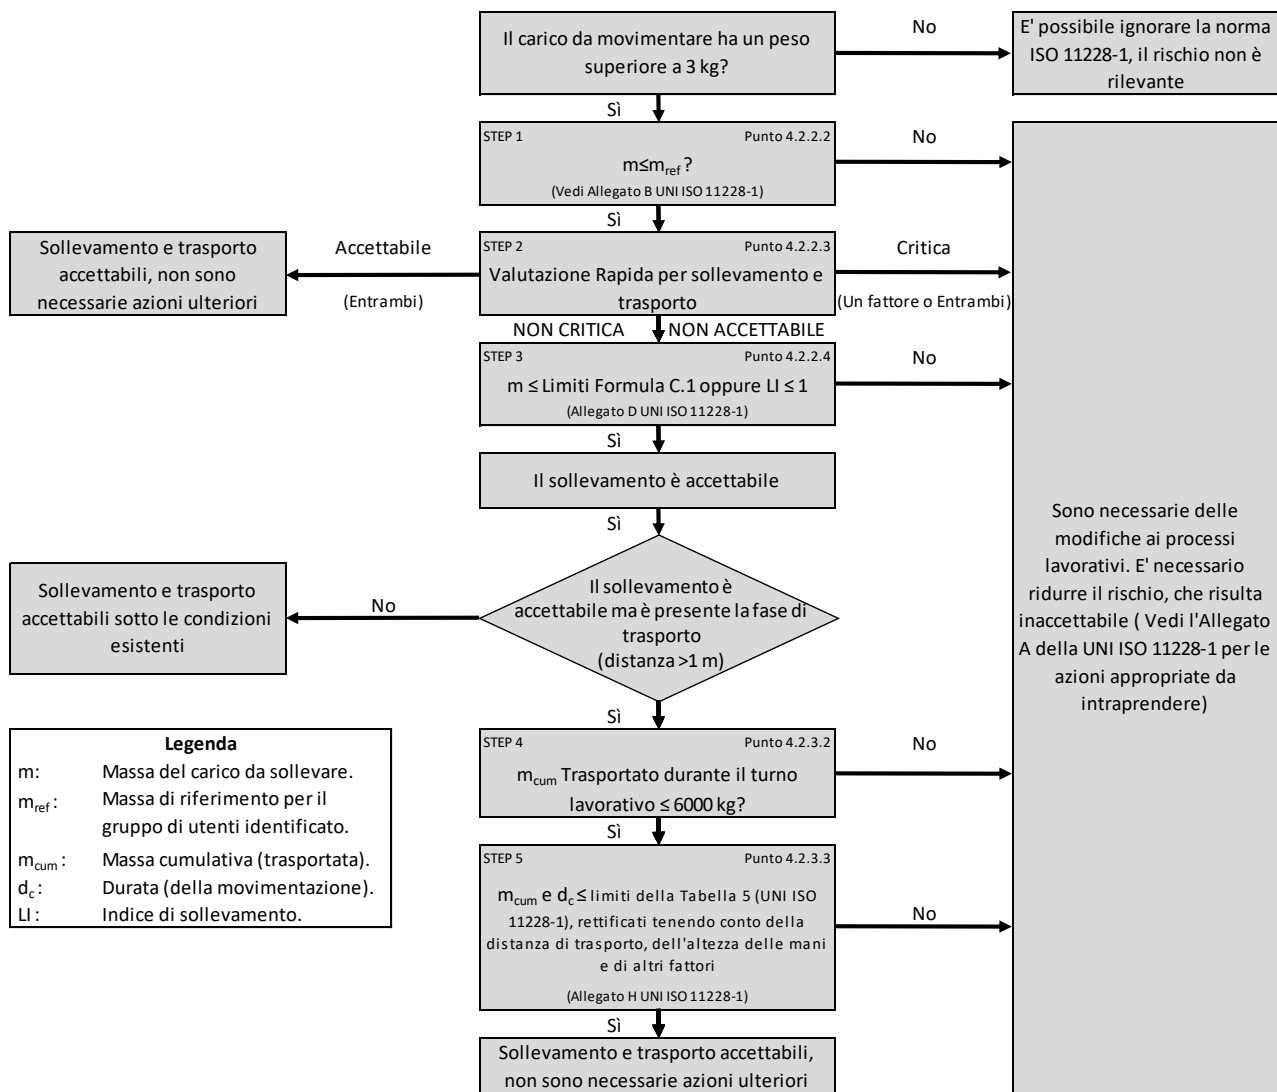 Il carico da movimentare ha un peso
superiore a 3 kg?
No
E' possibile ignorare la norma
ISO 11228-1, il rischio non è
rilevante
Sì
STEP 1 Punto 4.2.2.2
m≤m_ref ?
(Vedi Allegato B UNI ISO 11228-1)
No
Sì
Sollevamento e trasporto
accettabili, non sono
necessarie azioni ulteriori
Accettabile
(Entrambi)
STEP 2 Punto 4.2.2.3
Valutazione Rapida per sollevamento e
trasporto
Critica
(Un fattore o Entrambi)
NON CRITICA NON ACCETTABILE
STEP 3 Punto 4.2.2.4
m ≤ Limiti Formula C.1 oppure LI ≤ 1
(Allegato D UNI ISO 11228-1)
No
Sì
Il sollevamento è accettabile
Sì
Sono necessarie delle
modifiche ai processi
lavorativi. E' necessario
ridurre il rischio, che risulta
inaccettabile ( Vedi l'Allegato
A della UNI ISO 11228-1 per le
azioni appropriate da
intraprendere)
Sollevamento e trasporto
accettabili sotto le condizioni
esistenti
No
Il sollevamento è
accettabile ma è presente la fase di
trasporto
(distanza >1 m)
Sì
Legenda
m: Massa del carico da sollevare.
m_ref : Massa di riferimento per il
gruppo di utenti identificato.
m_cum : Massa cumulativa (trasportata).
d_c : Durata (della movimentazione).
LI : Indice di sollevamento.
STEP 4 Punto 4.2.3.2
m_cum Trasportato durante il turno
lavorativo ≤ 6000 kg?
No
Sì
STEP 5 Punto 4.2.3.3
m_cum e d_c ≤ limiti della Tabella 5 (UNI ISO
11228-1), rettificati tenendo conto della
distanza di trasporto, dell'altezza delle mani
e di altri fattori
(Allegato H UNI ISO 11228-1)
No
Sì
Sollevamento e trasporto accettabili,
non sono necessarie azioni ulteriori